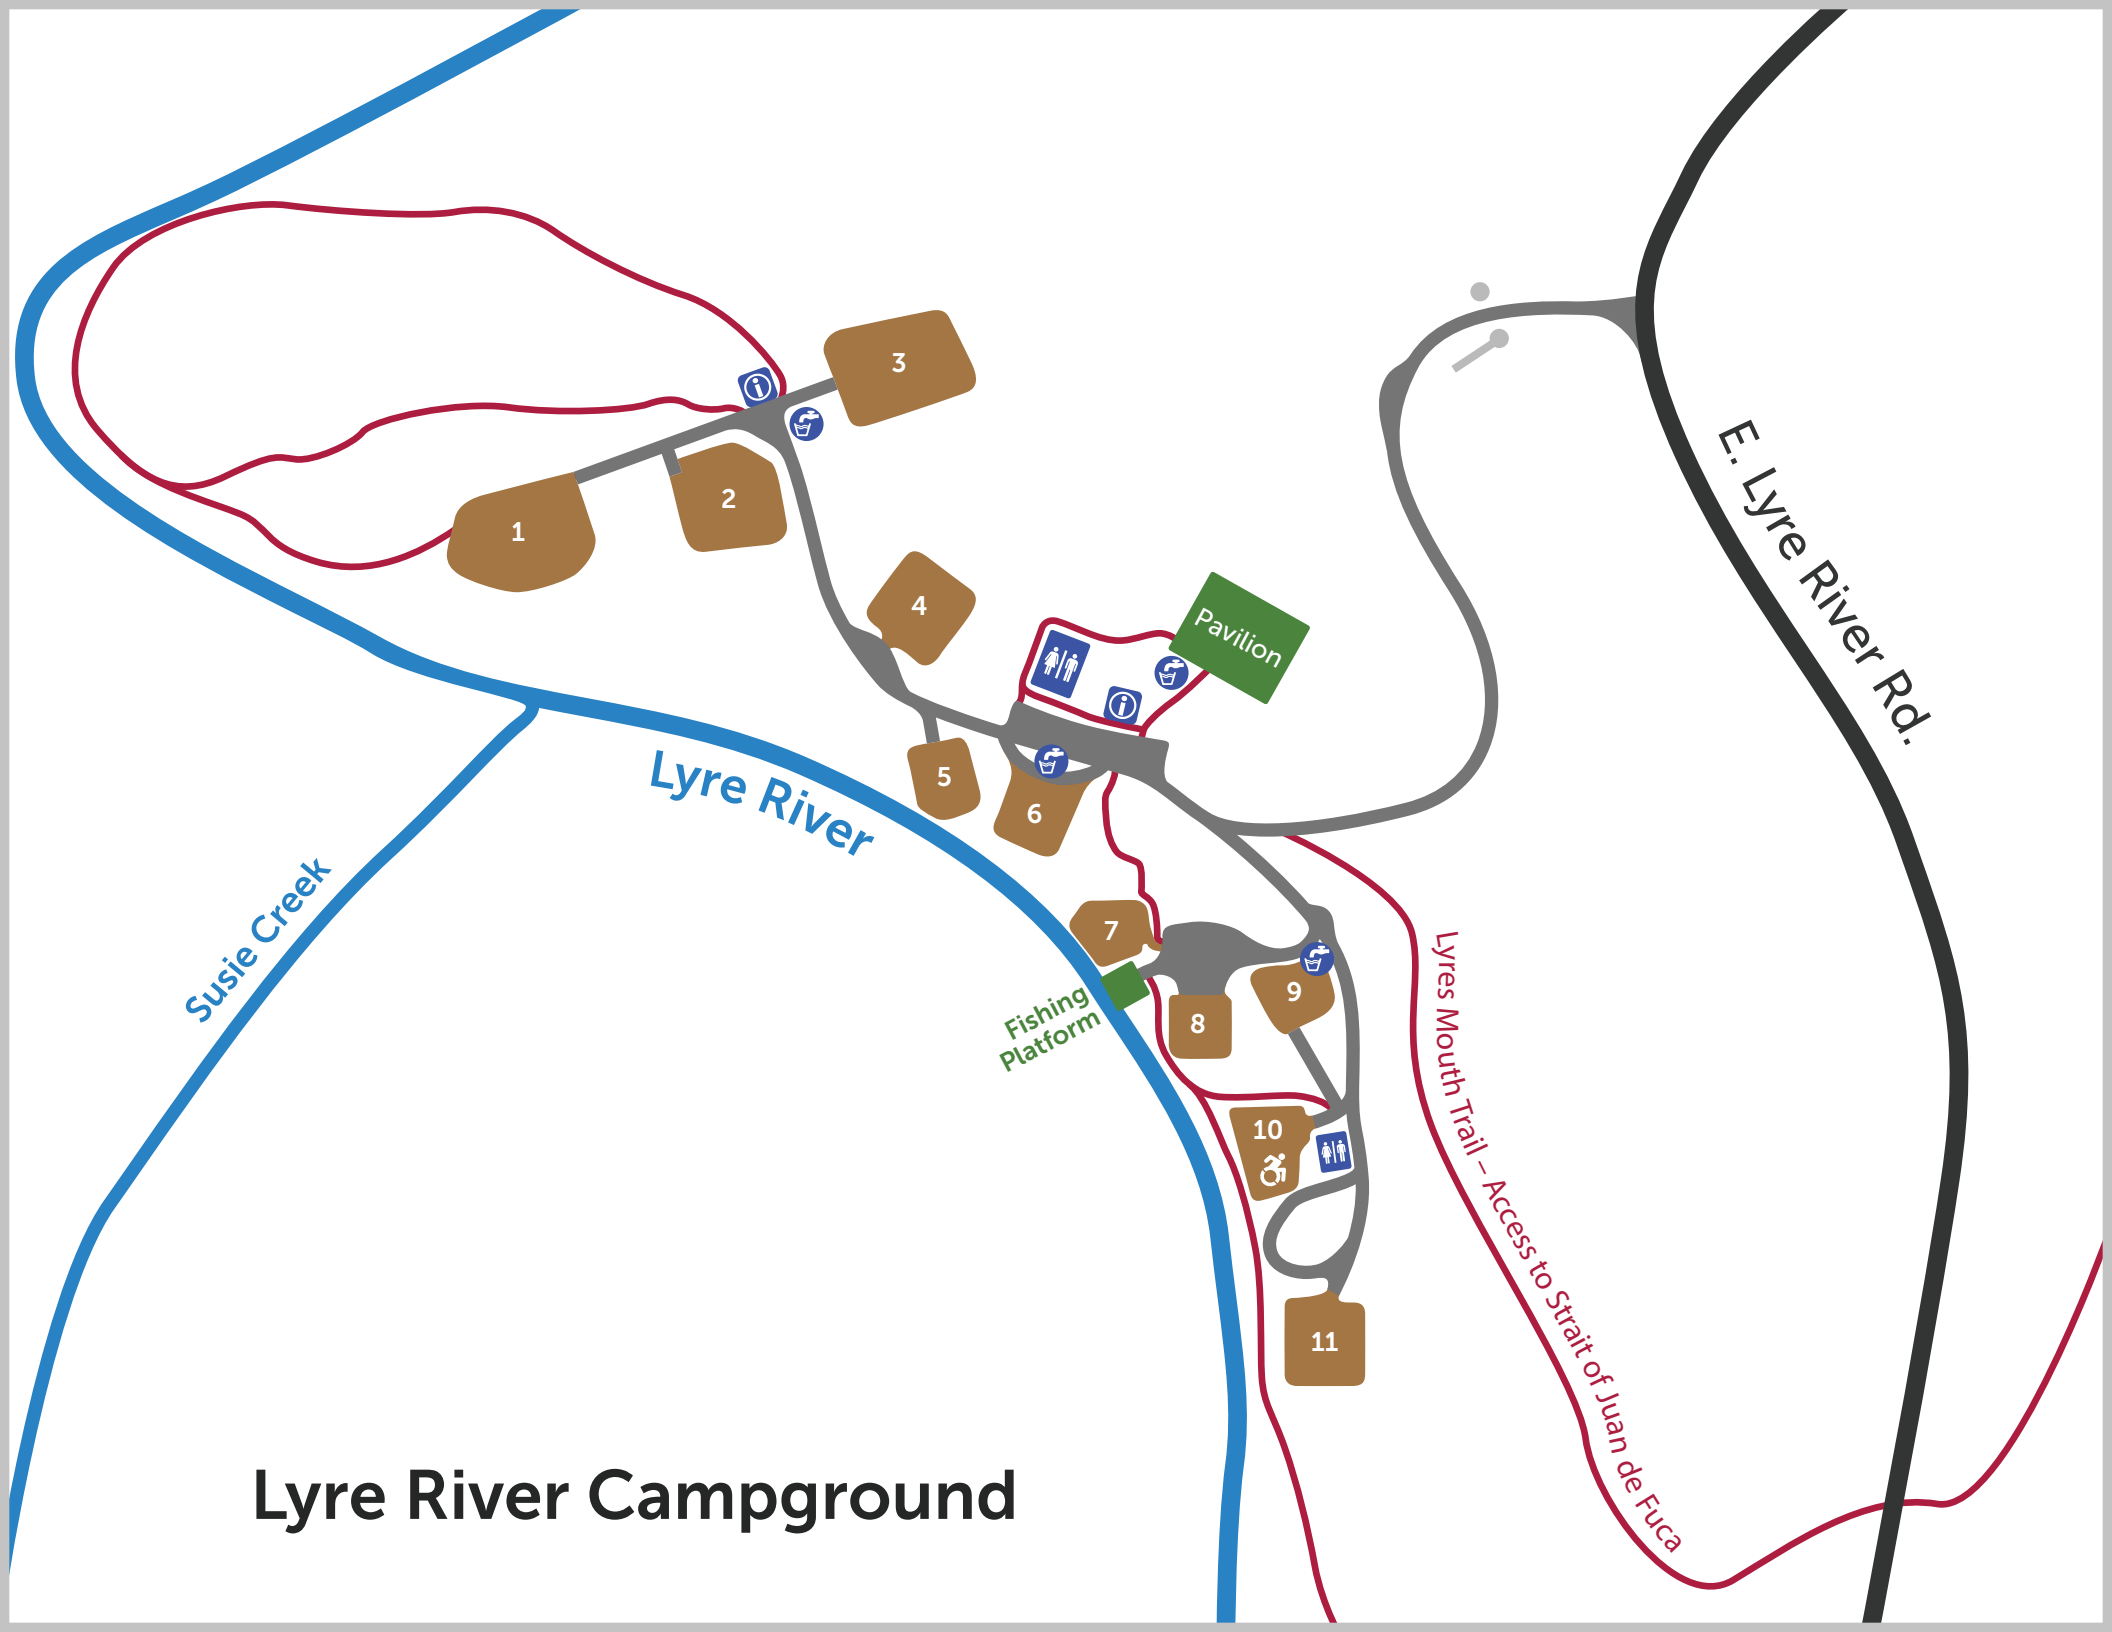 3
2
1
4
Pavilion
E. Lyre River Rd.
5
6
Lyre River
Susie Creek
7
9
8
Fishing
Platform
Lyres Mouth Trail – Access to Strait of Juan de Fuca
10
11
Lyre River Campground